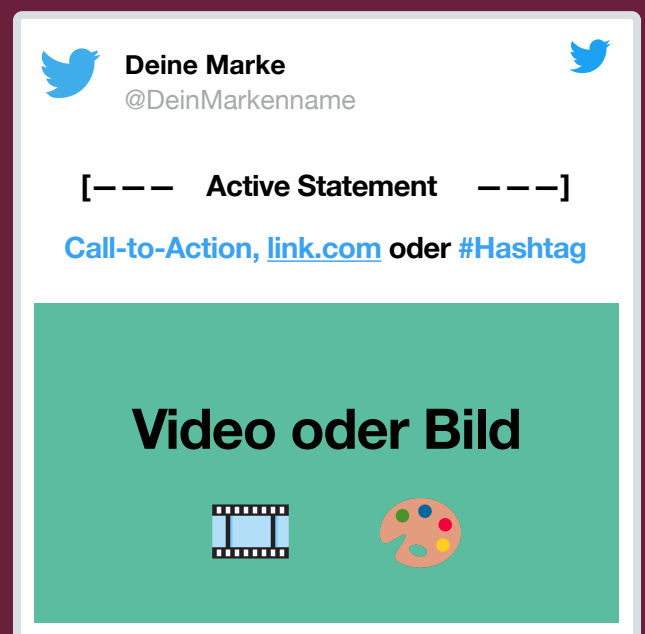 Deine Marke
@DeinMarkenname
[——— Active Statement ———]
Call-to-Action, link.com oder #Hashtag
Video oder Bild